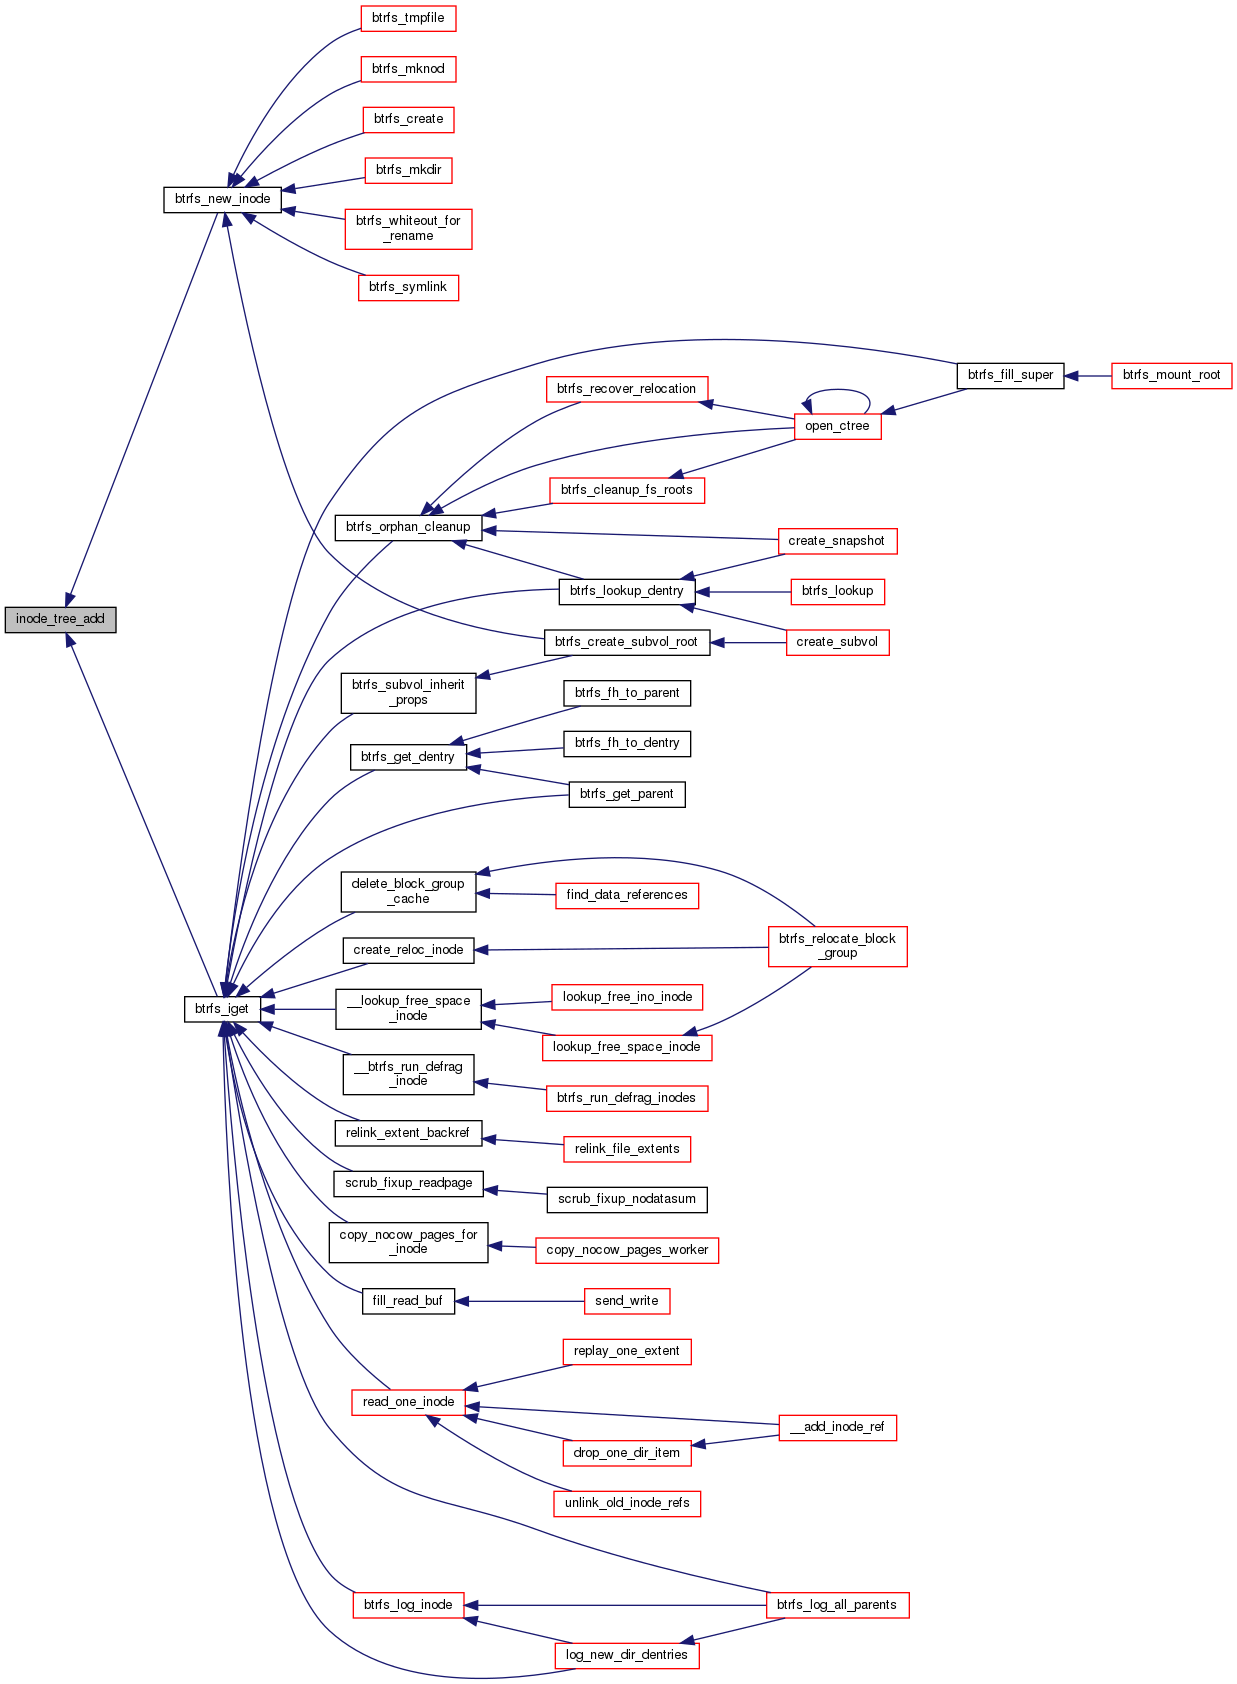 btrfs_tmpfile
btrfs_mknod
btrfs_create
btrfs_mkdir
btrfs_new_inode
btrfs_whiteout_for
_rename
btrfs_symlink
btrfs_fill_super
btrfs_mount_root
btrfs_recover_relocation
open_ctree
btrfs_cleanup_fs_roots
btrfs_orphan_cleanup
create_snapshot
btrfs_lookup_dentry
btrfs_lookup
inode_tree_add
btrfs_create_subvol_root
create_subvol
btrfs_subvol_inherit
_props
btrfs_fh_to_parent
btrfs_get_dentry
btrfs_fh_to_dentry
btrfs_get_parent
delete_block_group
_cache
find_data_references
btrfs_relocate_block
_group
create_reloc_inode
btrfs_iget
__lookup_free_space
_inode
lookup_free_ino_inode
lookup_free_space_inode
__btrfs_run_defrag
_inode
btrfs_run_defrag_inodes
relink_extent_backref
relink_file_extents
scrub_fixup_readpage
scrub_fixup_nodatasum
copy_nocow_pages_for
_inode
copy_nocow_pages_worker
fill_read_buf
send_write
replay_one_extent
read_one_inode
__add_inode_ref
drop_one_dir_item
unlink_old_inode_refs
btrfs_log_inode
btrfs_log_all_parents
log_new_dir_dentries